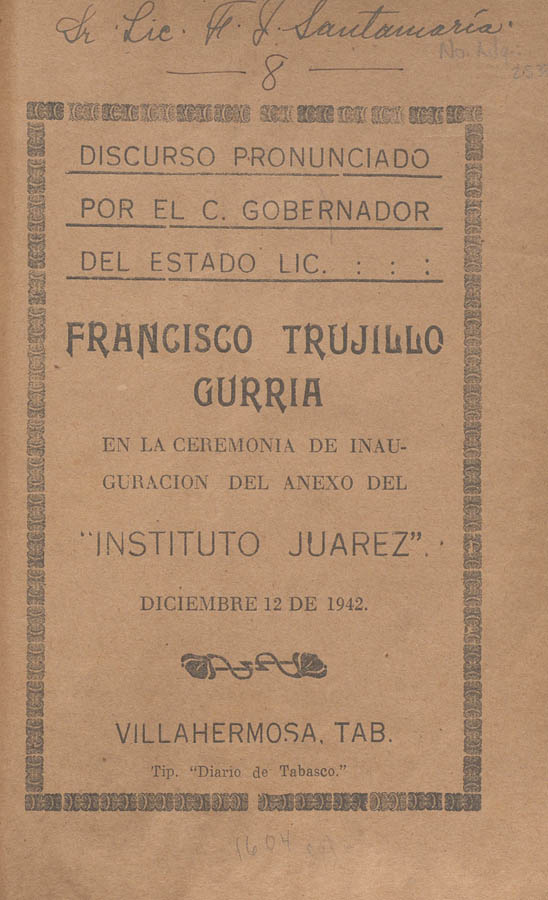 Sr. Lic. F. J. Santamaría.
8
DISCURSO PRONUNCIADO
POR EL C. GOBERNADOR
DEL ESTADO LIC. : : :
FRANCISCO TRUJILLO
GURRIA
EN LA CEREMONIA DE INAU-
GURACION DEL ANEXO DEL
"INSTITUTO JUAREZ".
DICIEMBRE 12 DE 1942.
VILLAHERMOSA, TAB.
Tip. "Diario de Tabasco."
1604